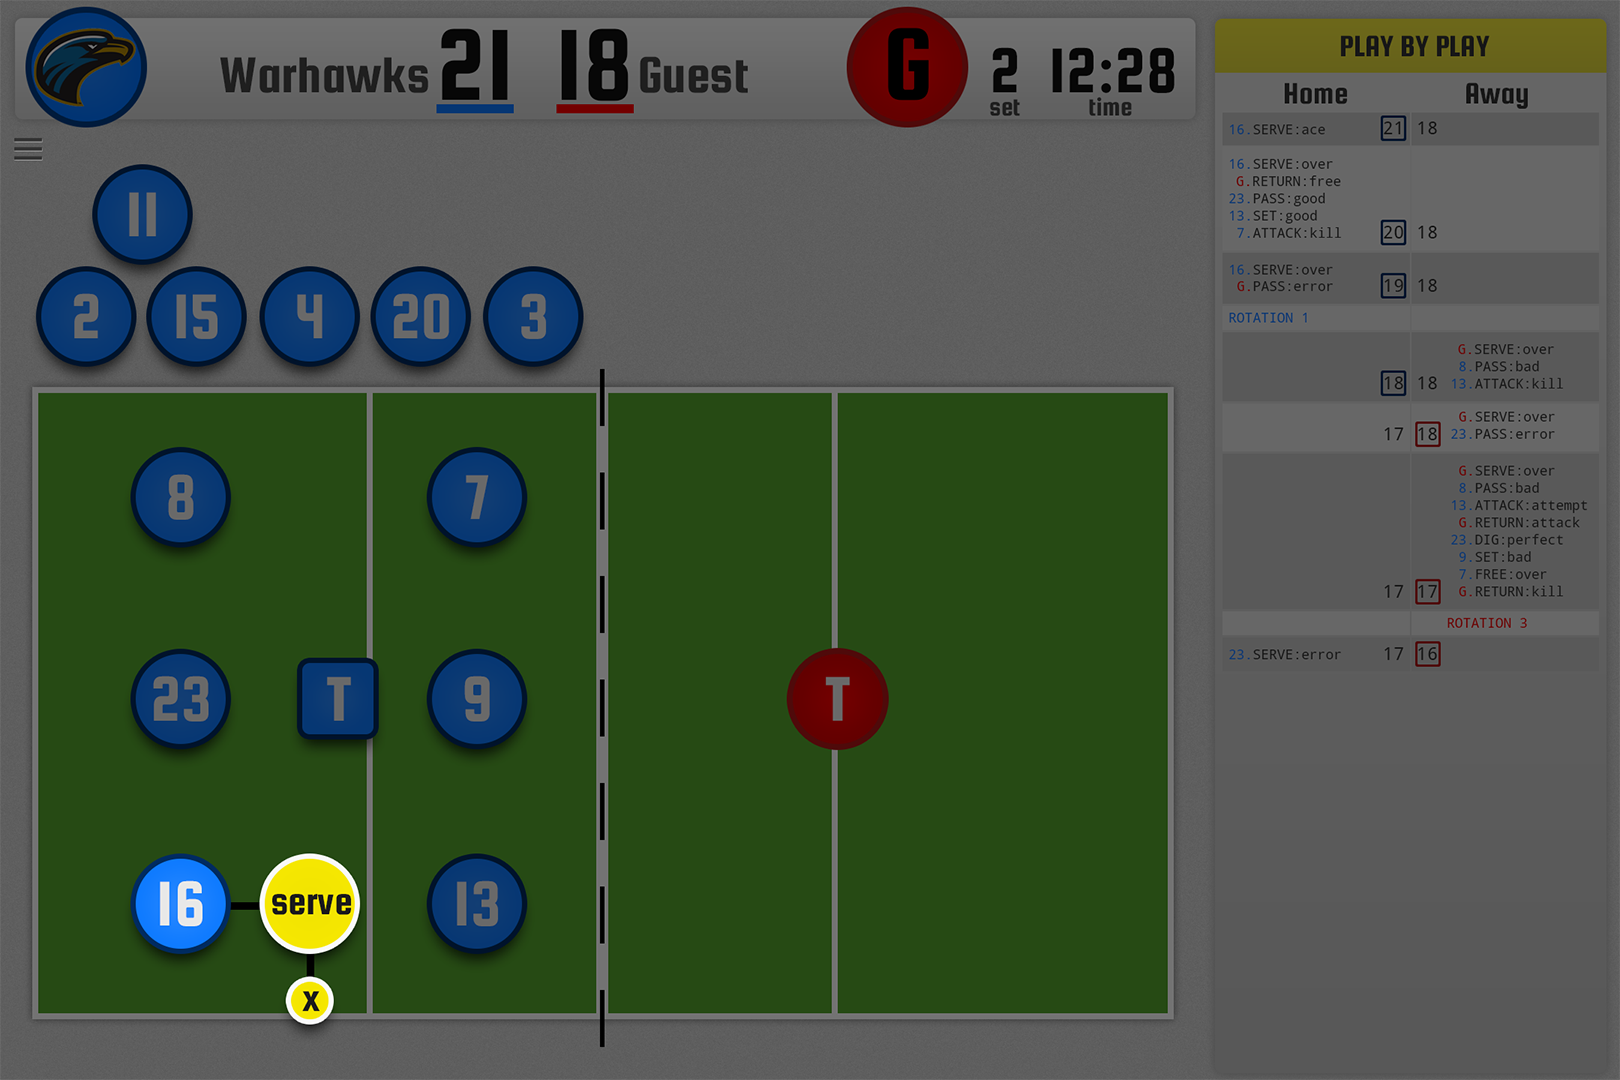 Warhawks 21 18 Guest G 2 12:28
set time
11
2 15 4 20 3
8 7
23 T 9 T
16 serve 13
X
PLAY BY PLAY
Home Away
16.SERVE:ace 21 18
16.SERVE:over
G.RETURN:free
23.PASS:good
13.SET:good
7.ATTACK:kill 20 18
16.SERVE:over
G.PASS:error 19 18
ROTATION 1
G.SERVE:over
8.PASS:bad
18 18 13.ATTACK:kill
G.SERVE:over
17 18 23.PASS:error
G.SERVE:over
8.PASS:bad
13.ATTACK:attempt
G.RETURN:attack
23.DIG:perfect
9.SET:bad
7.FREE:over
17 17 G.RETURN:kill
ROTATION 3
23.SERVE:error 17 16